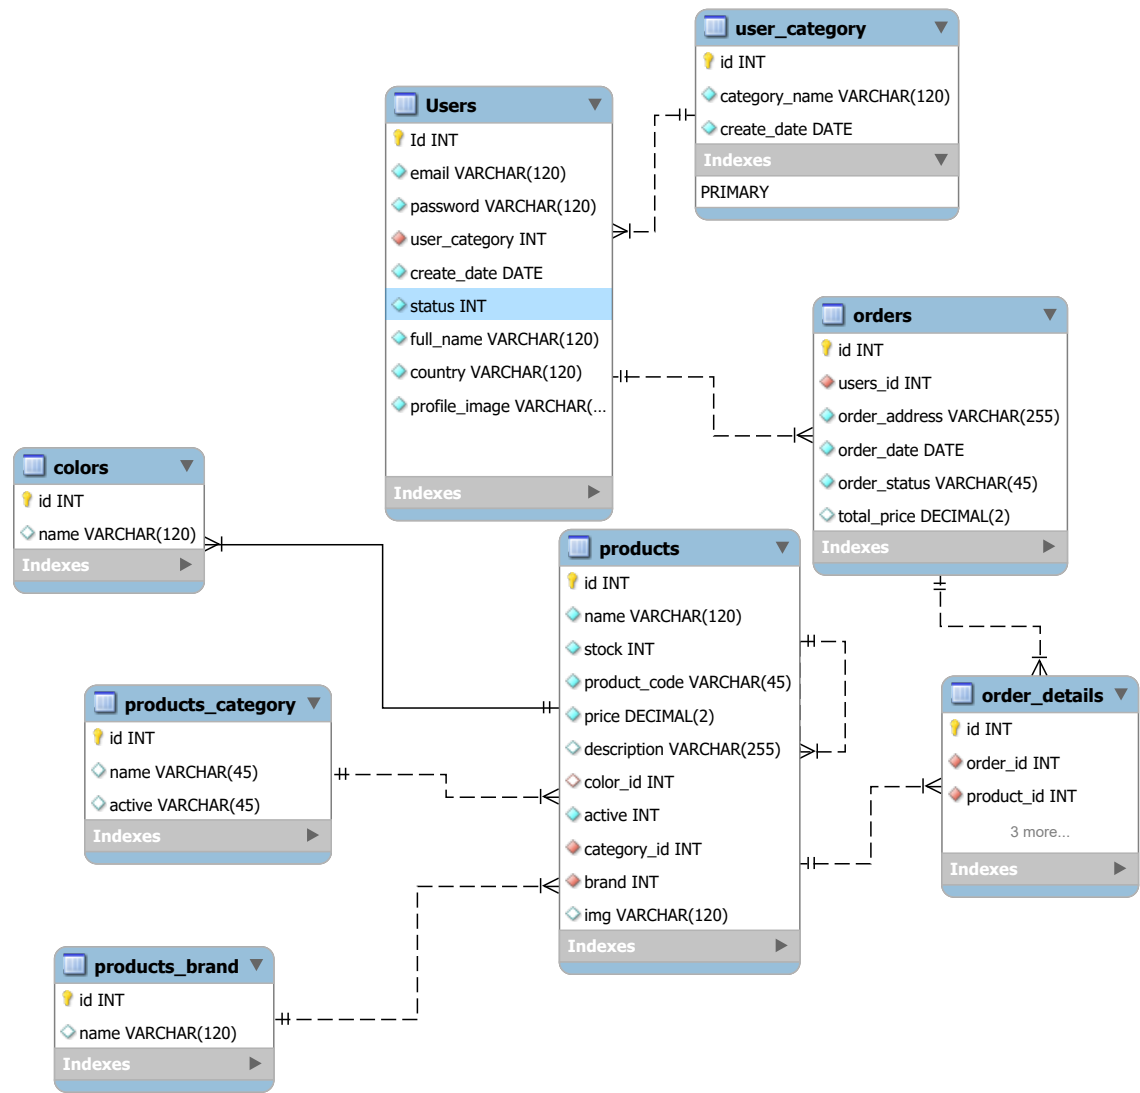 user_category
id INT
category_name VARCHAR(120)
create_date DATE
Indexes
PRIMARY
Users
Id INT
email VARCHAR(120)
password VARCHAR(120)
user_category INT
create_date DATE
status INT
full_name VARCHAR(120)
country VARCHAR(120)
profile_image VARCHAR(...
Indexes
orders
id INT
users_id INT
order_address VARCHAR(255)
order_date DATE
order_status VARCHAR(45)
total_price DECIMAL(2)
Indexes
colors
id INT
name VARCHAR(120)
Indexes
products
id INT
name VARCHAR(120)
stock INT
product_code VARCHAR(45)
price DECIMAL(2)
description VARCHAR(255)
color_id INT
active INT
category_id INT
brand INT
img VARCHAR(120)
Indexes
products_category
id INT
name VARCHAR(45)
active VARCHAR(45)
Indexes
order_details
id INT
order_id INT
product_id INT
3 more...
Indexes
products_brand
id INT
name VARCHAR(120)
Indexes